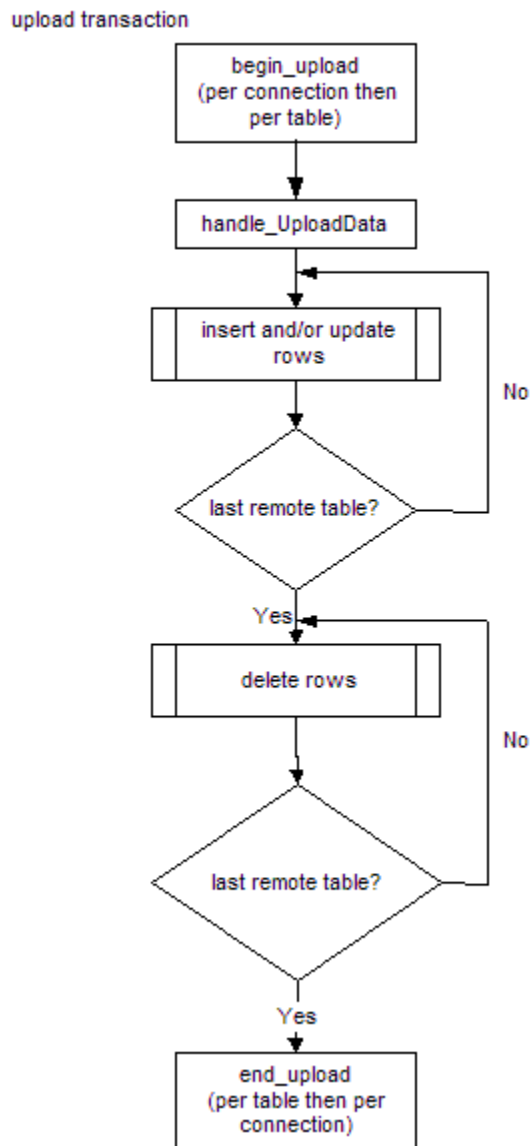 upload transaction
begin_upload
(per connection then
per table)
handle_UploadData
insert and/or update
rows
No
last remote table?
Yes
delete rows
No
last remote table?
Yes
end_upload
(per table then per
connection)